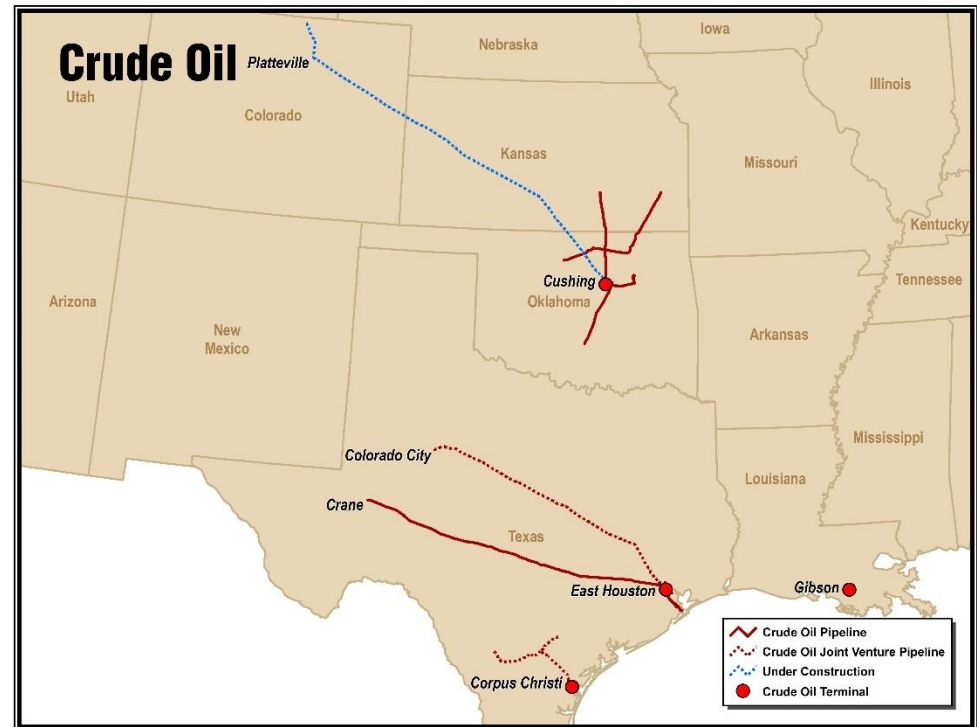 Crude Oil
Platteville
Nebraska
Iowa
Utah
Colorado
Illinois
Kansas
Missouri
Kentucky
Tennessee
Cushing
Oklahoma
Arizona
New
Mexico
Arkansas
Mississippi
Colorado City
Louisiana
Crane
Texas
East Houston
Gibson
Corpus Christi
Crude Oil Pipeline
Crude Oil Joint Venture Pipeline
Under Construction
Crude Oil Terminal